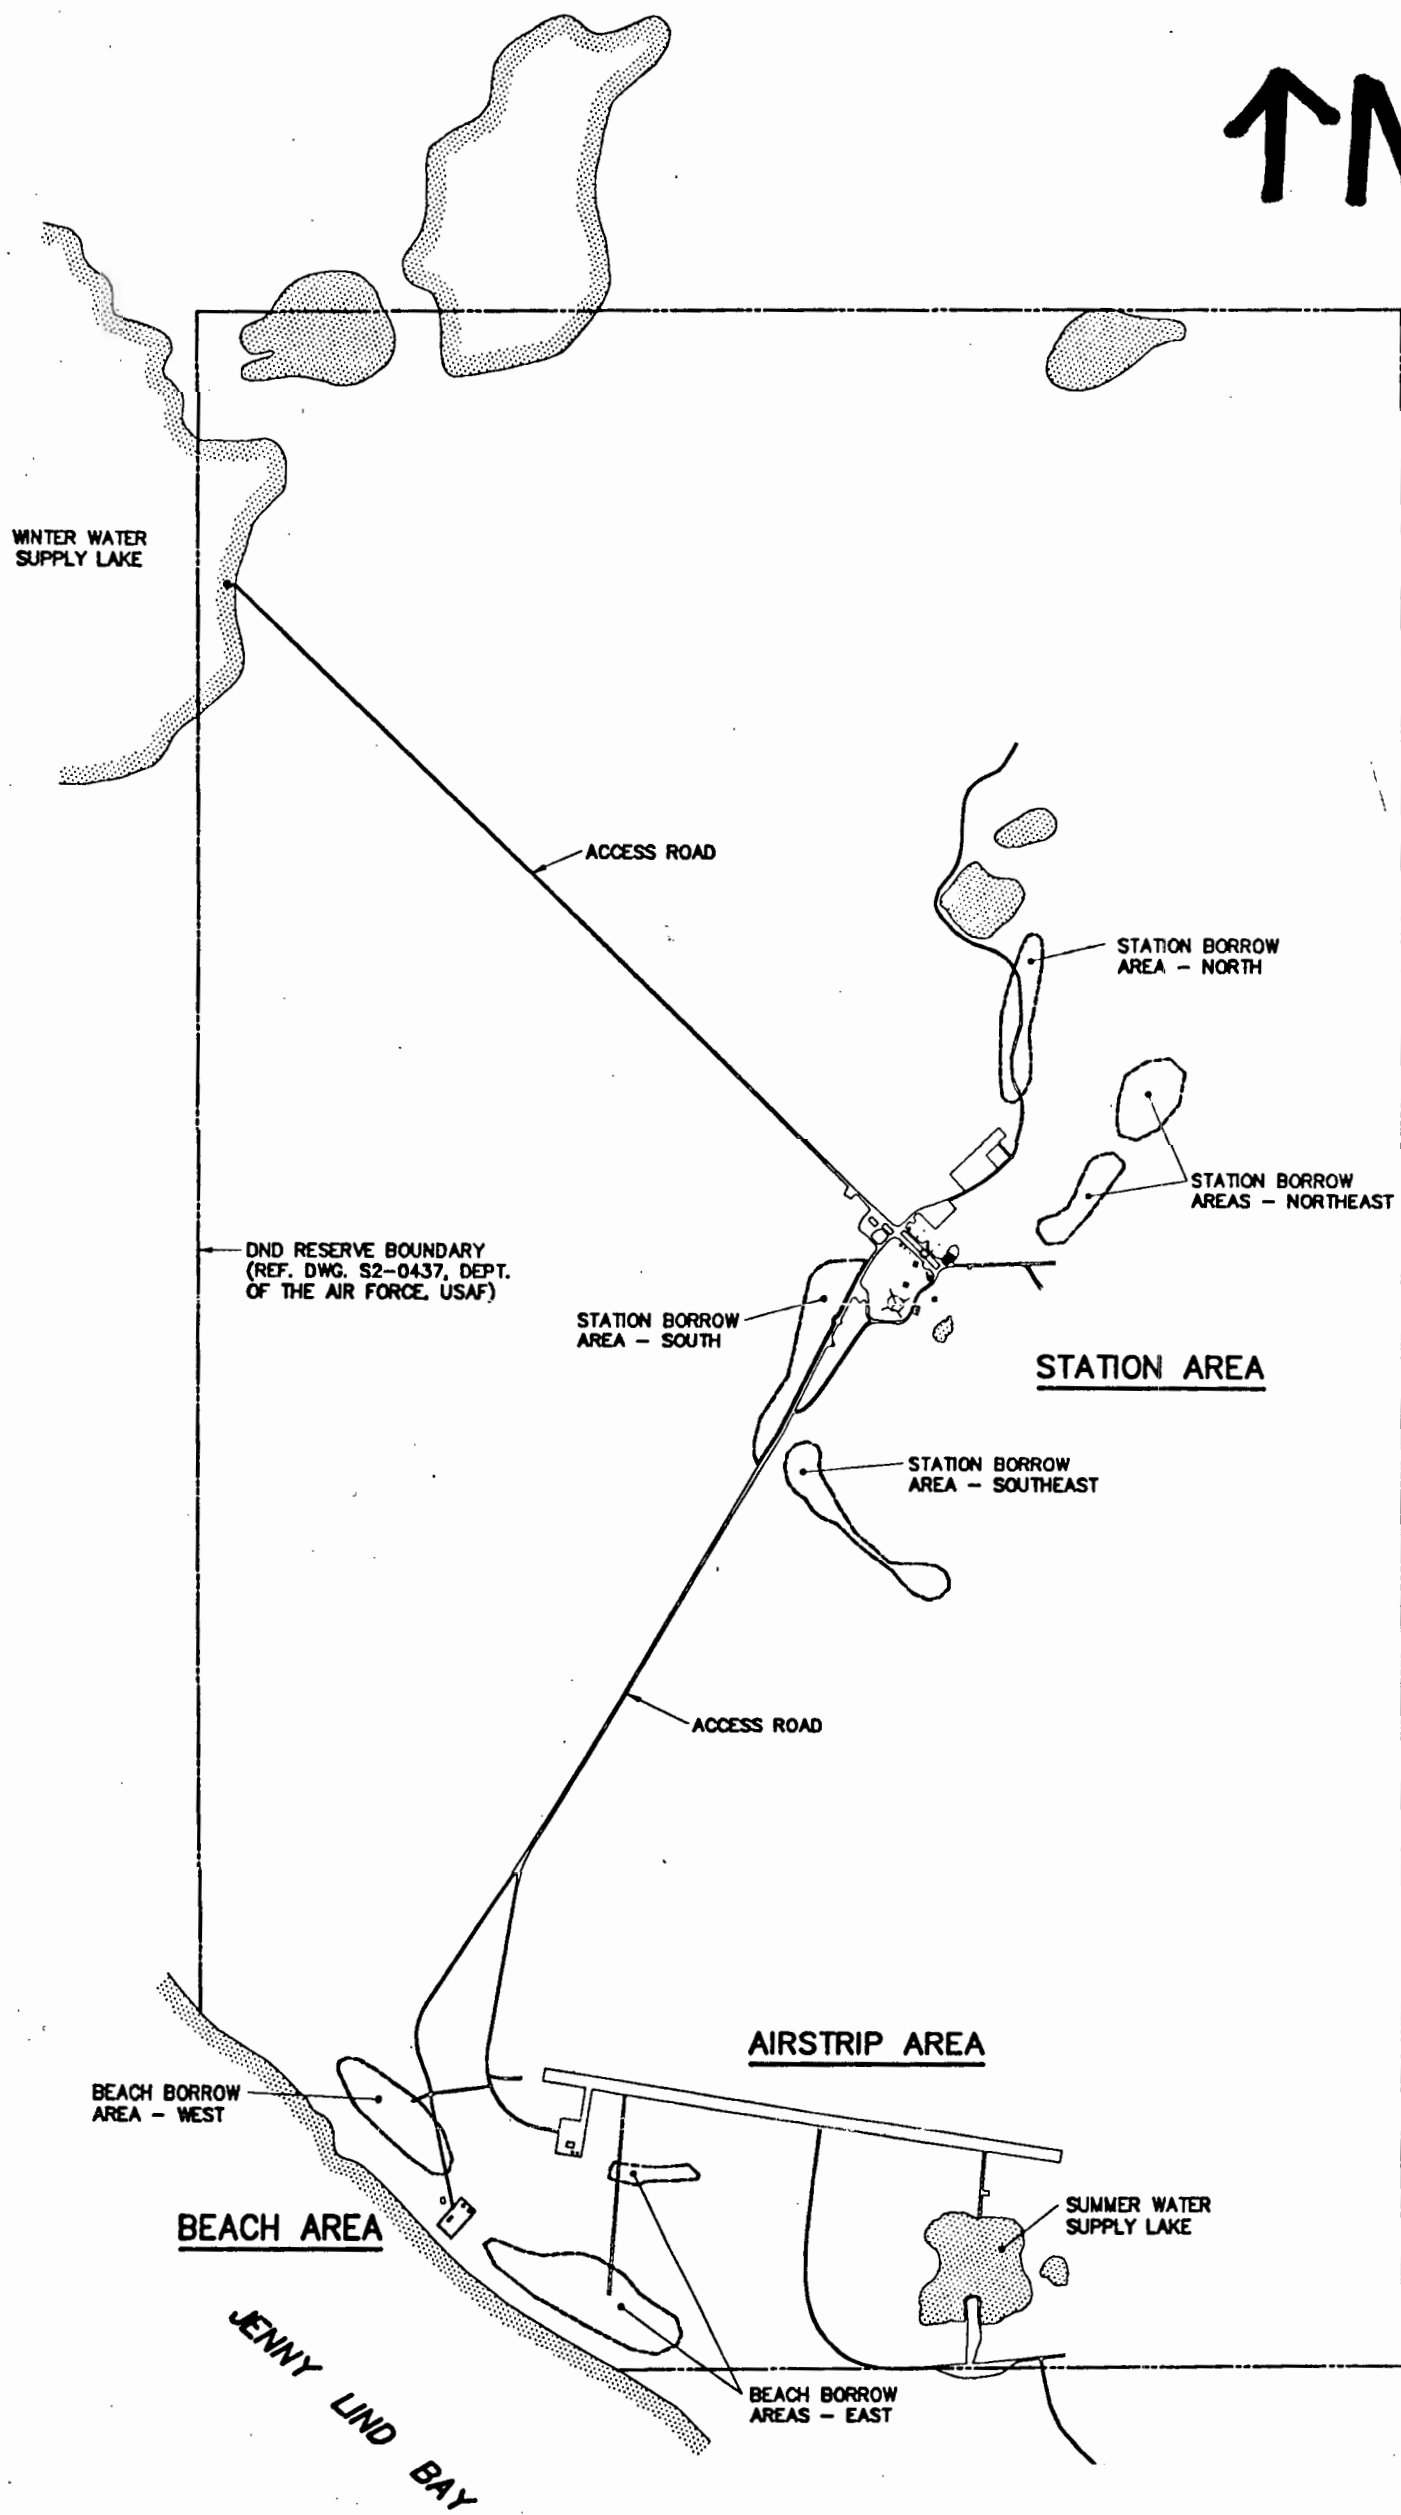 N
WINTER WATER
SUPPLY LAKE
ACCESS ROAD
STATION BORROW
AREA - NORTH
STATION BORROW
AREAS - NORTHEAST
DND RESERVE BOUNDARY
(REF. DWG. S2-0437, DEPT.
OF THE AIR FORCE, USAF)
STATION BORROW
AREA - SOUTH
STATION AREA
STATION BORROW
AREA - SOUTHEAST
ACCESS ROAD
AIRSTRIP AREA
BEACH BORROW
AREA - WEST
SUMMER WATER
SUPPLY LAKE
BEACH AREA
JENNY LIND BAY
BEACH BORROW
AREAS - EAST